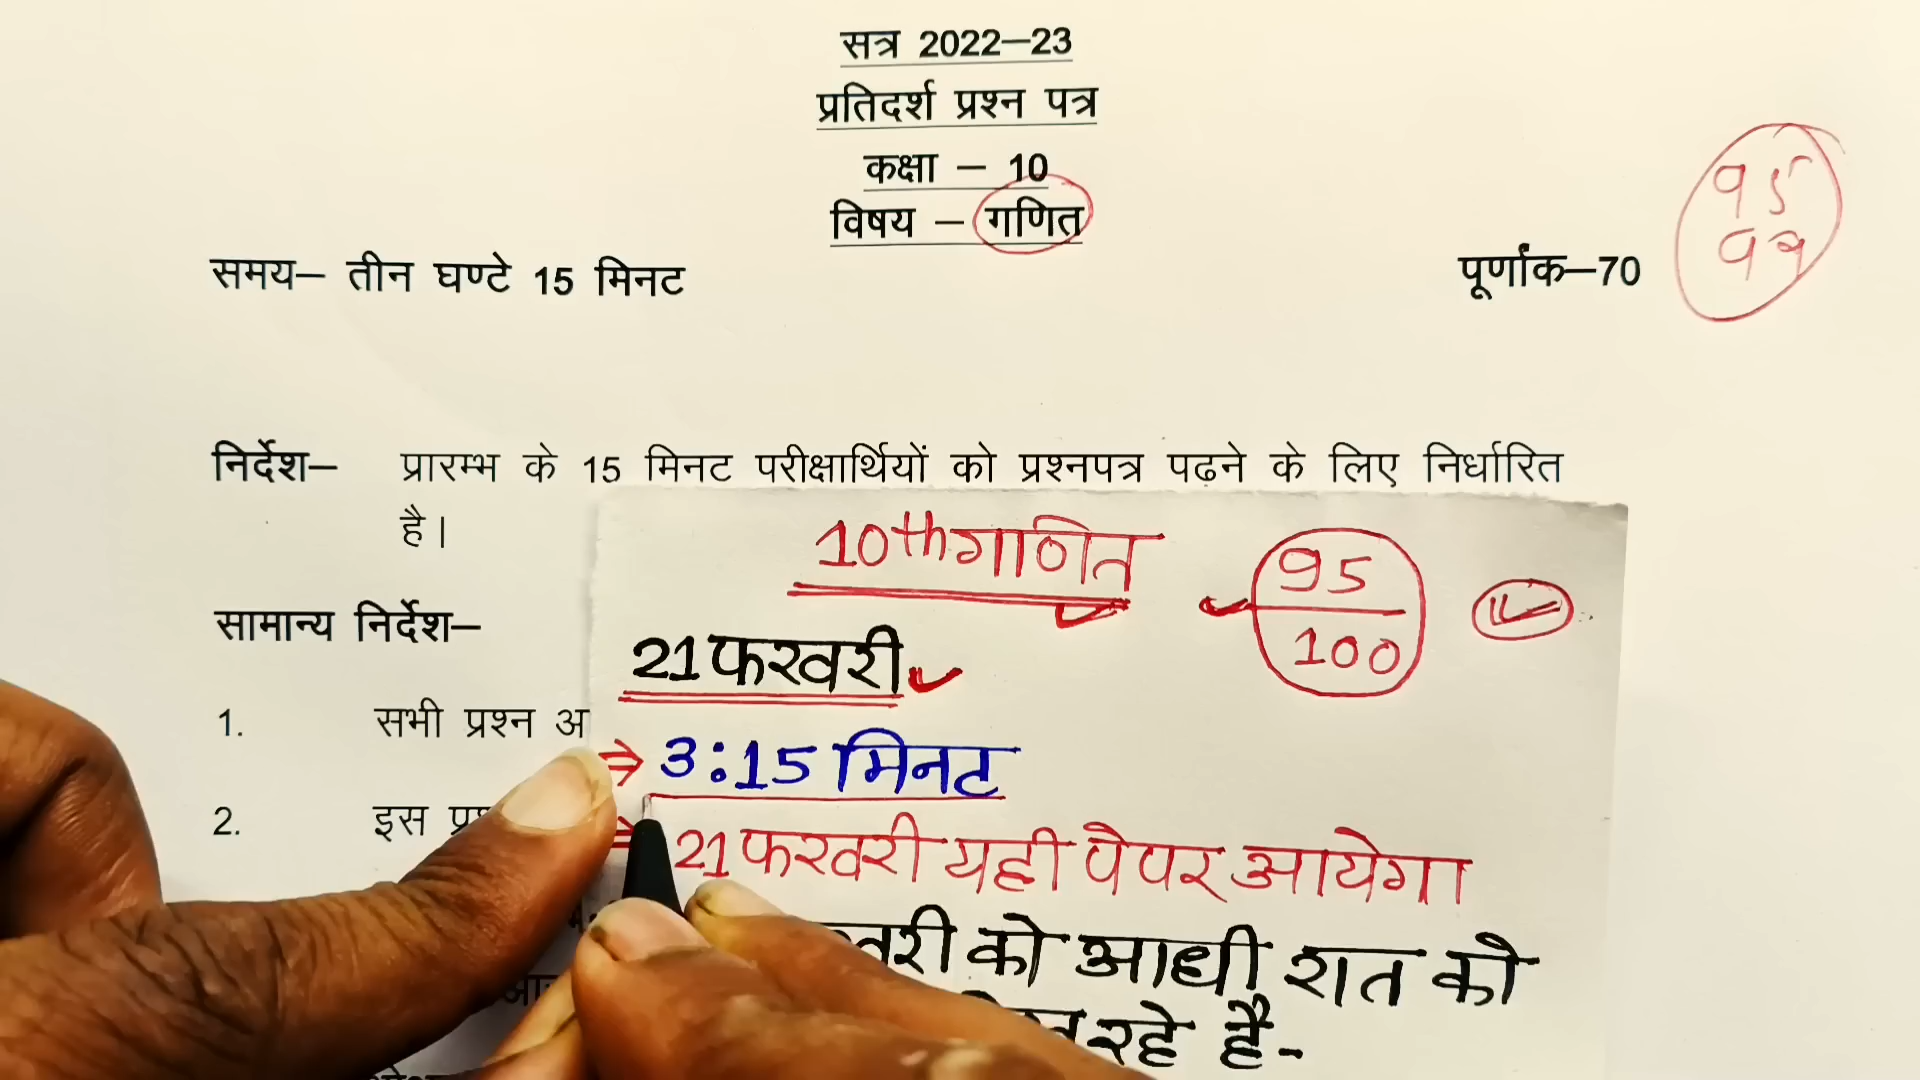 सत्र 2022–23
प्रतिदर्श प्रश्न पत्र
कक्षा – 10
विषय – गणित
समय– तीन घण्टे 15 मिनट
पूर्णांक–70
95
निर्देश– प्रारम्भ के 15 मिनट परीक्षार्थियों को प्रश्नपत्र पढ़ने के लिए निर्धारित
है।
सामान्य निर्देश–
1. सभी प्रश्न अ
2. इस
10th गणित
95
100
21 फरवरी
⇒ 3:15 मिनट
⇒ 21 फरवरी यही पेपर आयेगा
को आधी रात को
रहे है-